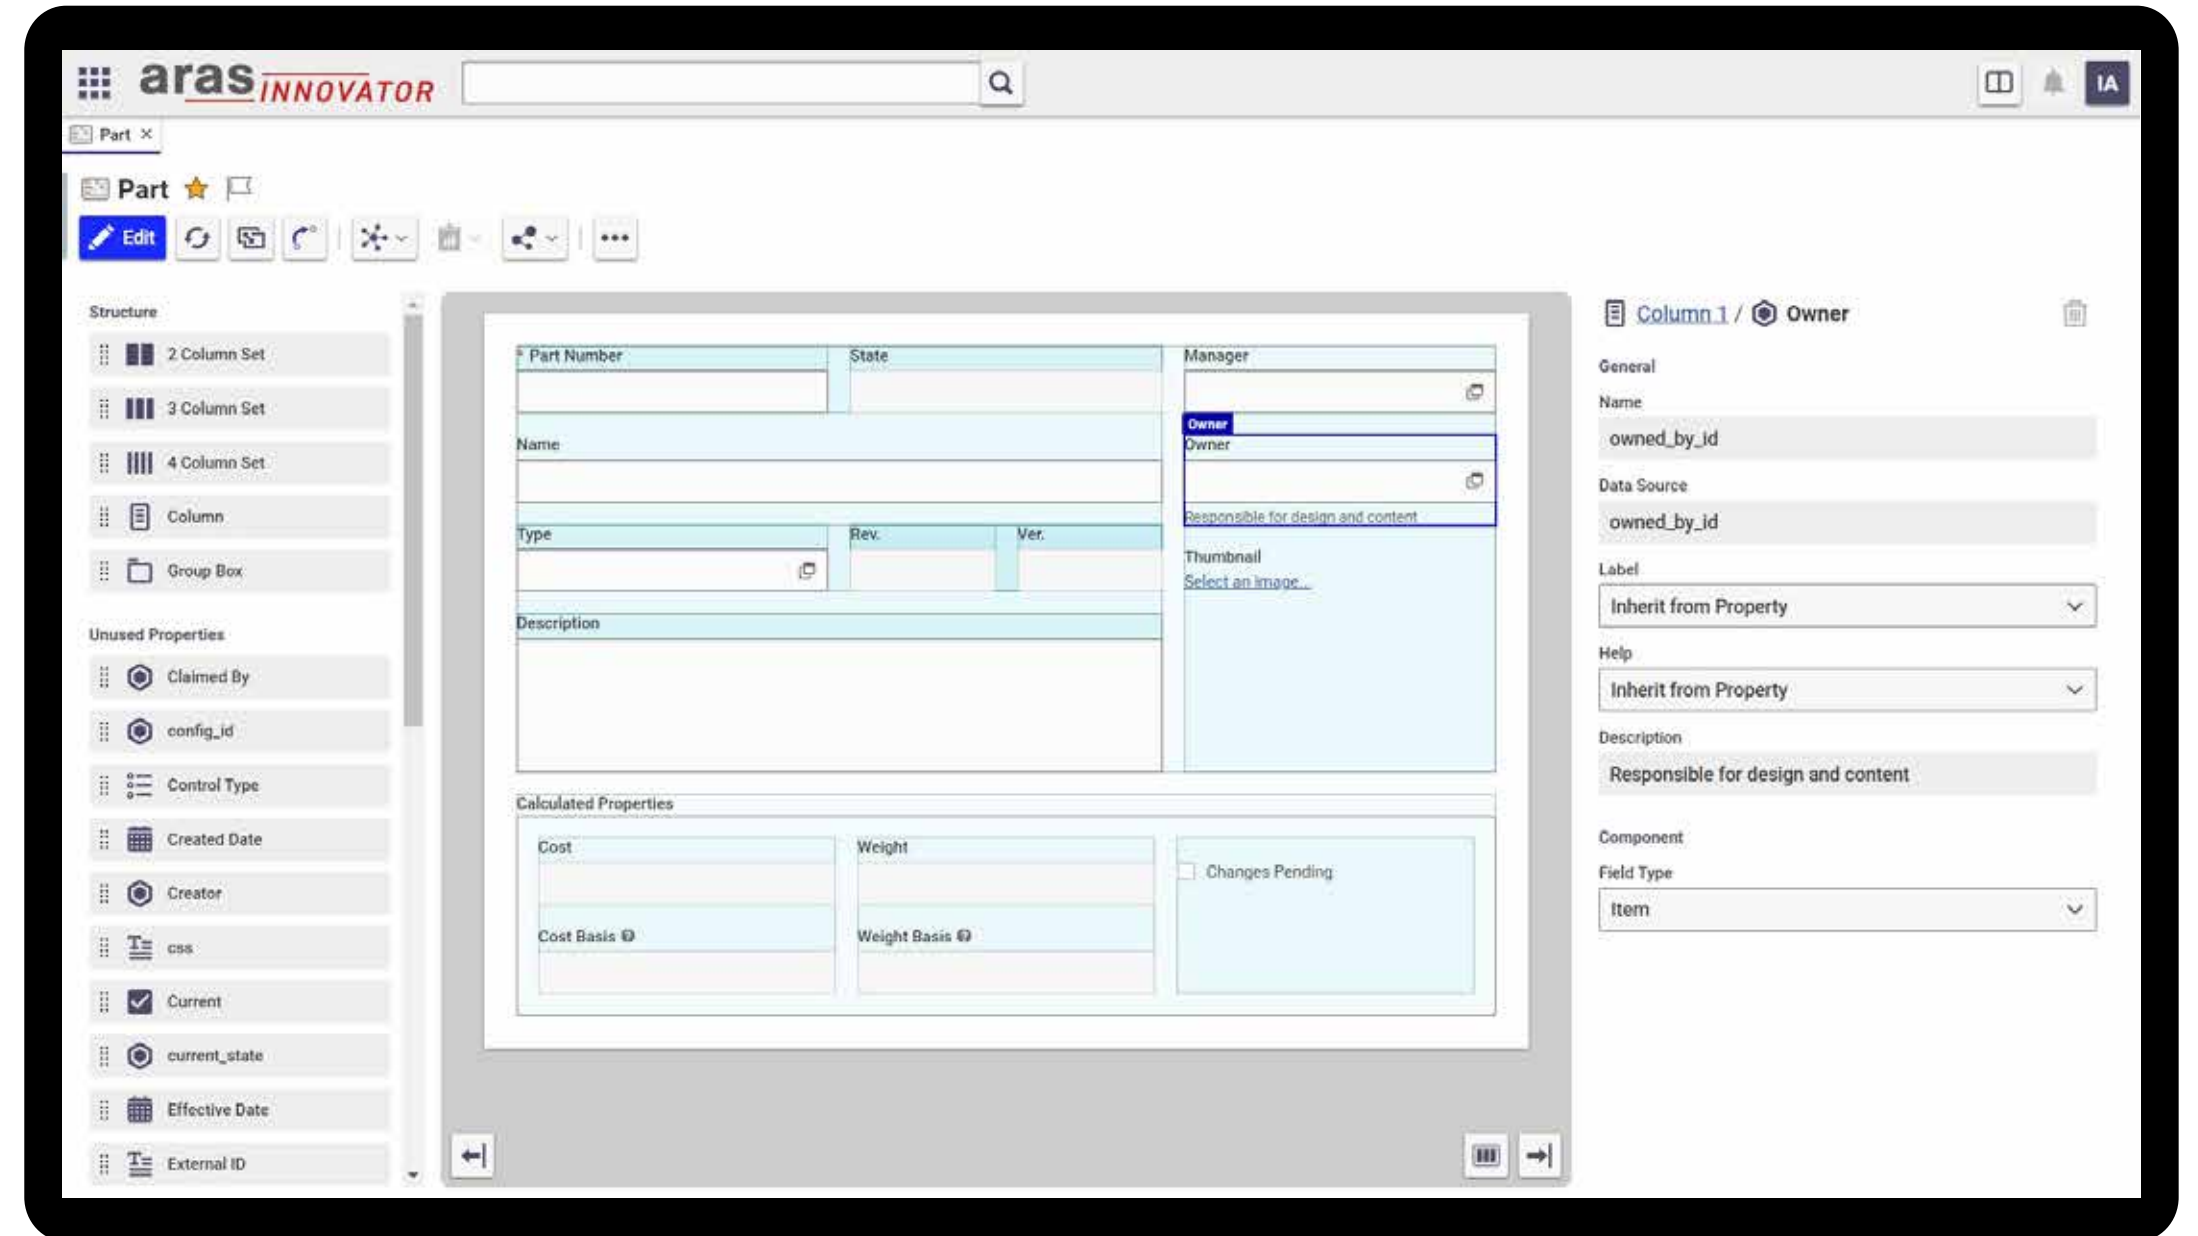 aras INNOVATOR
IA
Part
Part
Edit
Structure
2 Column Set
3 Column Set
4 Column Set
Column
Group Box
Unused Properties
Claimed By
config_id
Control Type
Created Date
Creator
css
Current
current_state
Effective Date
External ID
* Part Number
State
Manager
Owner
Name
Owner
Responsible for design and content
Type
Rev.
Ver.
Thumbnail
Select an image...
Description
Calculated Properties
Cost
Weight
Changes Pending
Cost Basis
Weight Basis
Column 1 / Owner
General
Name
owned_by_id
Data Source
owned_by_id
Label
Inherit from Property
Help
Inherit from Property
Description
Responsible for design and content
Component
Field Type
Item